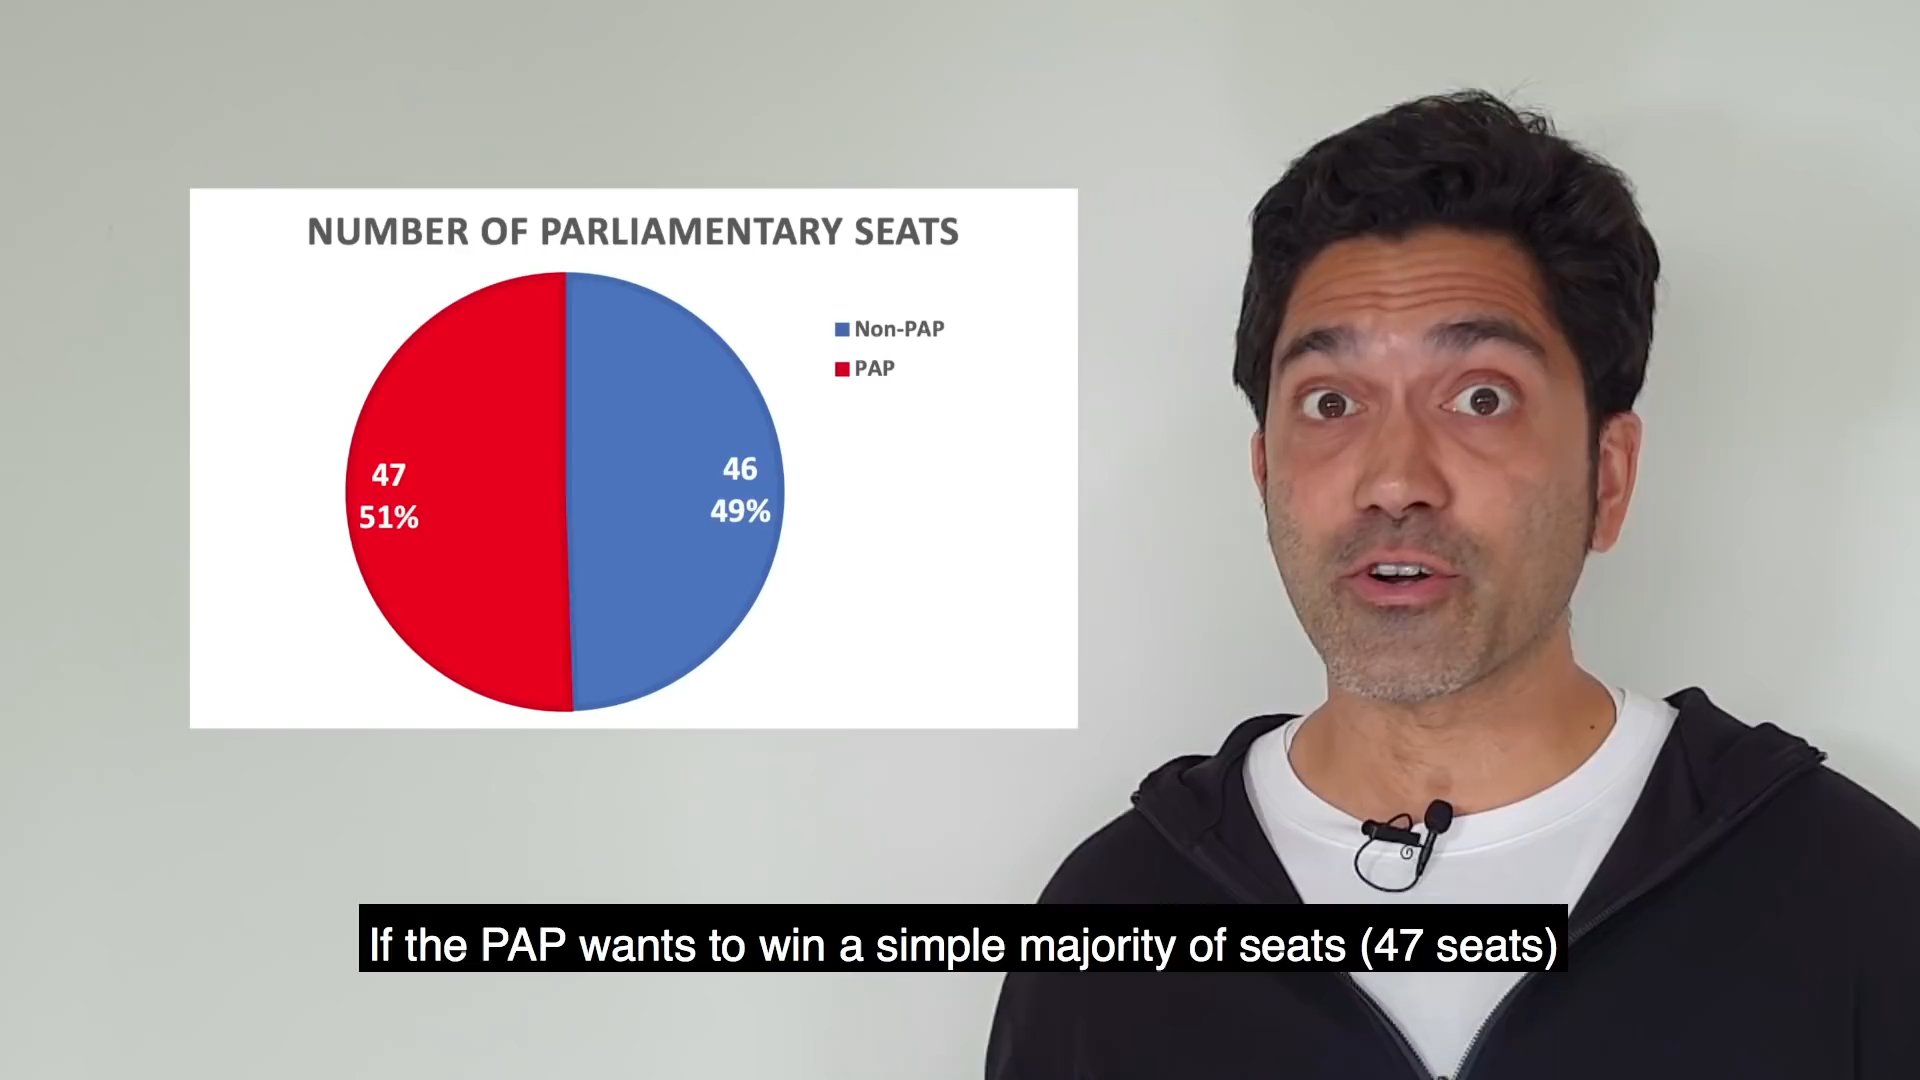 NUMBER OF PARLIAMENTARY SEATS
Non-PAP
PAP
47
51%
46
49%
If the PAP wants to win a simple majority of seats (47 seats)